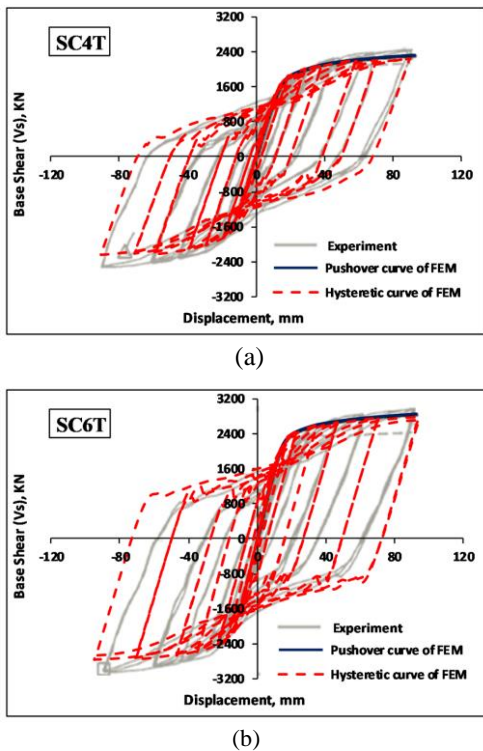 SC4T
Base Shear (Vs), KN
3200
2400
1600
800
0
-800
-1600
-2400
-3200
-120 -80 -40 0 40 80 120
Experiment
Pushover curve of FEM
Hysteretic curve of FEM
Displacement, mm
(a)
SC6T
Base Shear (Vs), KN
3200
2400
1600
800
0
-800
-1600
-2400
-3200
-120 -80 -40 0 40 80 120
Experiment
Pushover curve of FEM
Hysteretic curve of FEM
Displacement, mm
(b)